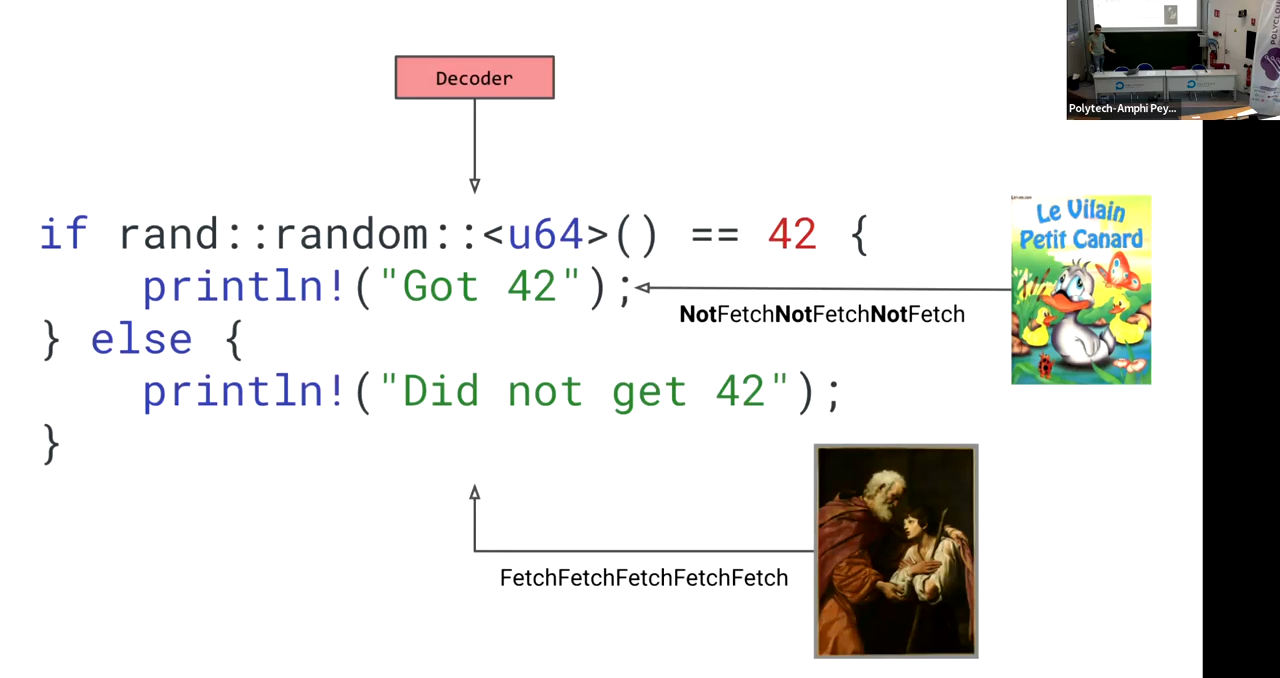 Decoder
Polytech-Amphi Pey...
if rand::random::<u64>() == 42 {
println!("Got 42");
NotFetchNotFetchNotFetch
} else {
println!("Did not get 42");
}
FetchFetchFetchFetchFetch
Le Vilain
Petit Canard